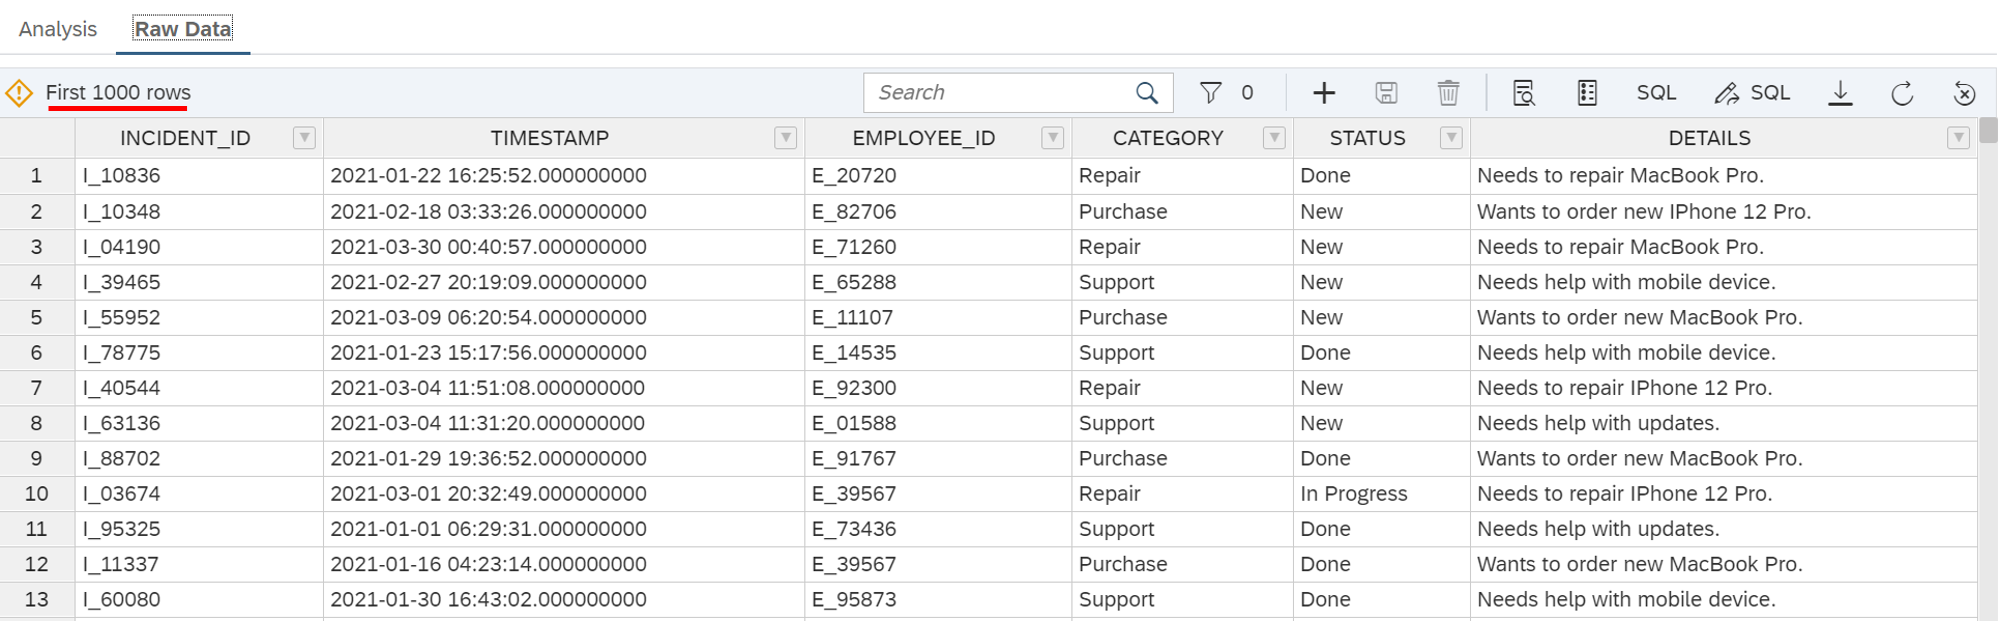 Analysis Raw Data
First 1000 rows Search 0 SQL SQL
INCIDENT_ID TIMESTAMP EMPLOYEE_ID CATEGORY STATUS DETAILS
1 I_10836 2021-01-22 16:25:52.000000000 E_20720 Repair Done Needs to repair MacBook Pro.
2 I_10348 2021-02-18 03:33:26.000000000 E_82706 Purchase New Wants to order new IPhone 12 Pro.
3 I_04190 2021-03-30 00:40:57.000000000 E_71260 Repair New Needs to repair MacBook Pro.
4 I_39465 2021-02-27 20:19:09.000000000 E_65288 Support New Needs help with mobile device.
5 I_55952 2021-03-09 06:20:54.000000000 E_11107 Purchase New Wants to order new MacBook Pro.
6 I_78775 2021-01-23 15:17:56.000000000 E_14535 Support Done Needs help with mobile device.
7 I_40544 2021-03-04 11:51:08.000000000 E_92300 Repair New Needs to repair IPhone 12 Pro.
8 I_63136 2021-03-04 11:31:20.000000000 E_01588 Support New Needs help with updates.
9 I_88702 2021-01-29 19:36:52.000000000 E_91767 Purchase Done Wants to order new MacBook Pro.
10 I_03674 2021-03-01 20:32:49.000000000 E_39567 Repair In Progress Needs to repair IPhone 12 Pro.
11 I_95325 2021-01-01 06:29:31.000000000 E_73436 Support Done Needs help with updates.
12 I_11337 2021-01-16 04:23:14.000000000 E_39567 Purchase Done Wants to order new MacBook Pro.
13 I_60080 2021-01-30 16:43:02.000000000 E_95873 Support Done Needs help with mobile device.